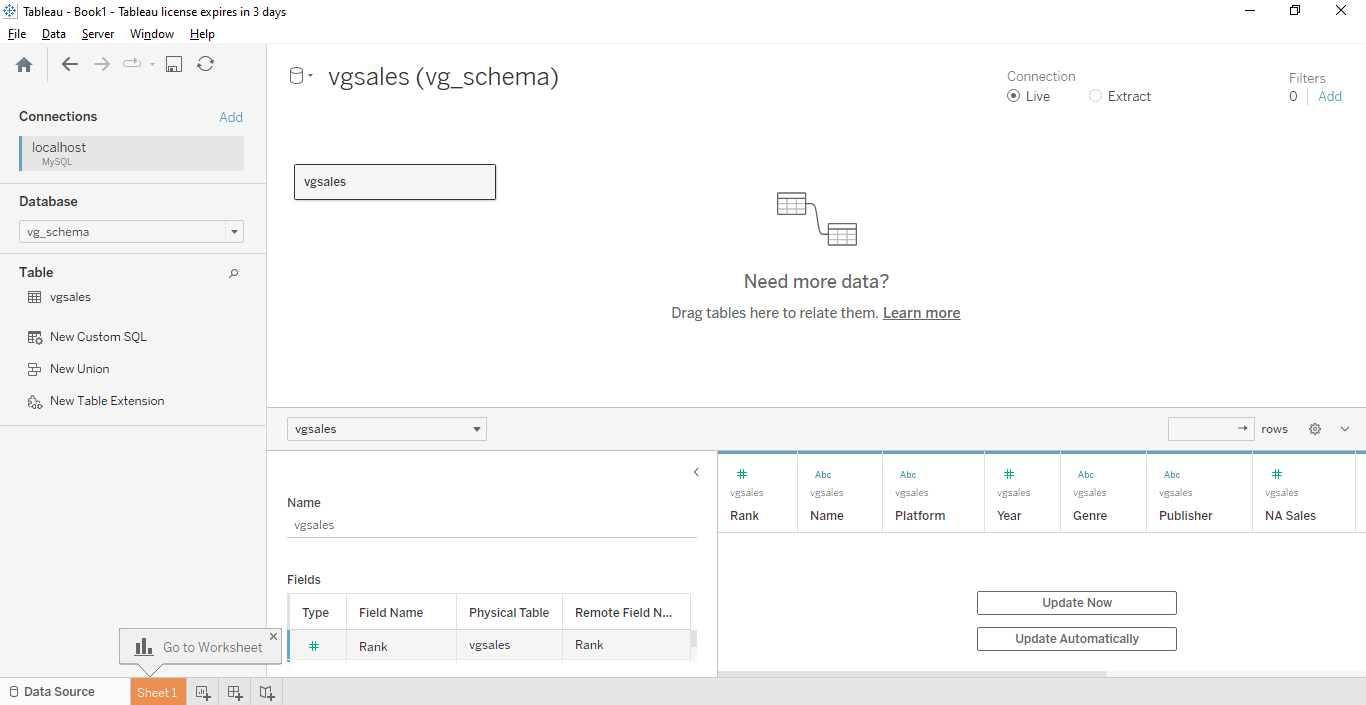 Tableau - Book1 - Tableau license expires in 3 days
File Data Server Window Help
vgsales (vg_schema)
Connection
Live Extract
Filters
0 Add
Connections Add
localhost
MySQL
Database
vg_schema
Table
vgsales
New Custom SQL
New Union
New Table Extension
vgsales
Need more data?
Drag tables here to relate them. Learn more
vgsales
rows
Name
vgsales
Fields
Type Field Name Physical Table Remote Field N...
# Rank vgsales Rank
# Abc Abc # Abc Abc #
vgsales vgsales vgsales vgsales vgsales vgsales vgsales
Rank Name Platform Year Genre Publisher NA Sales
Update Now
Update Automatically
Go to Worksheet
Data Source Sheet 1